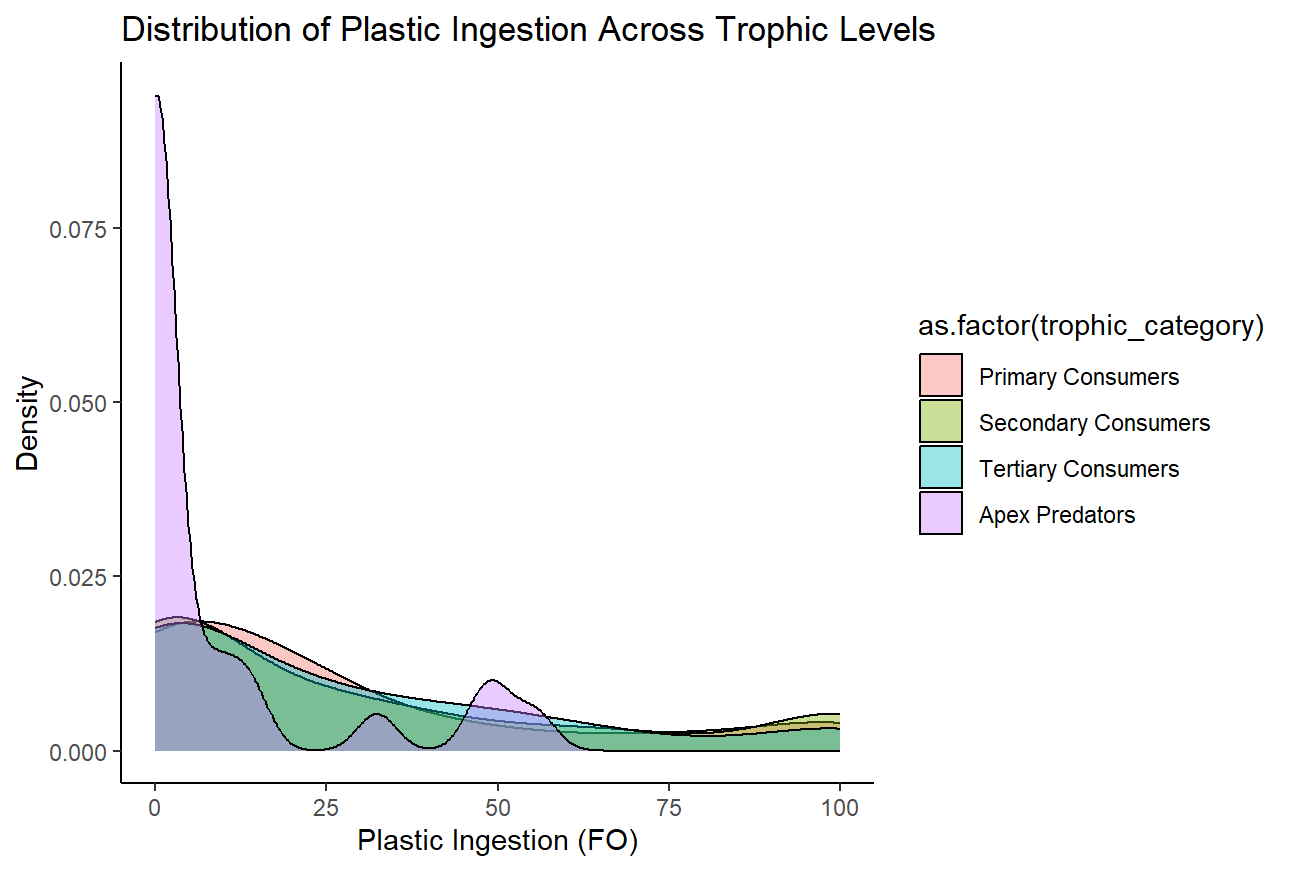 Distribution of Plastic Ingestion Across Trophic Levels
Density
0.075
0.050
0.025
0.000
0
25
50
75
100
Plastic Ingestion (FO)
as.factor(trophic_category)
Primary Consumers
Secondary Consumers
Tertiary Consumers
Apex Predators